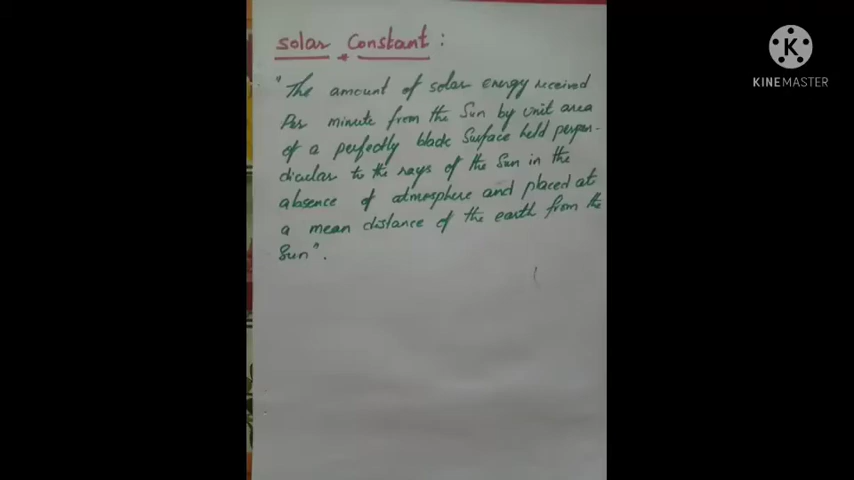 Solar Constant :
"The amount of solar energy received
Per minute from the Sun by unit area
of a perfectly black Surface held perpen-
dicular to the rays of the Sun in the
absence of atmosphere and placed at
a mean distance of the earth from the
Sun".
K
KINEMASTER